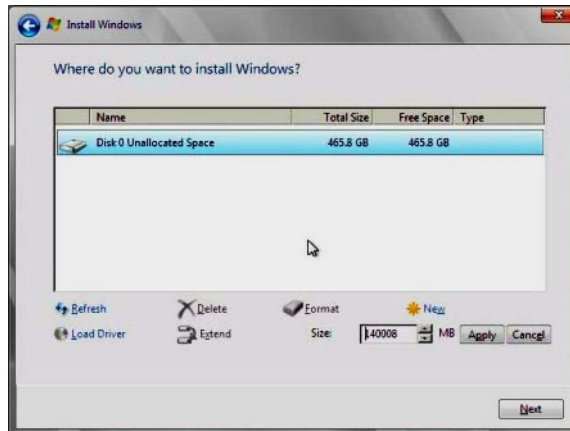 Install Windows
Where do you want to install Windows?
Name Total Size Free Space Type
Disk 0 Unallocated Space 465.8 GB 465.8 GB
Refresh Delete Format New
Load Driver Extend Size: 140008 MB Apply Cancel
Next